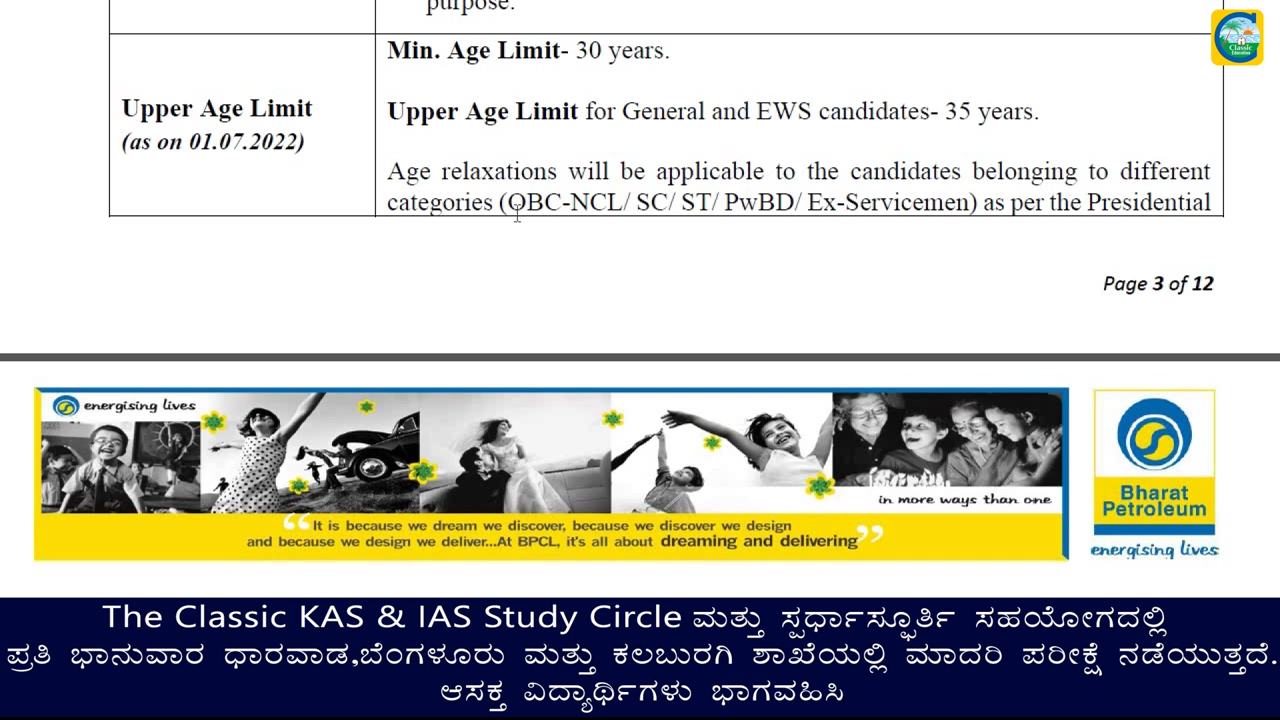 purpose.
Classic
Education
Min. Age Limit- 30 years.
Upper Age Limit
(as on 01.07.2022)
Upper Age Limit for General and EWS candidates- 35 years.
Age relaxations will be applicable to the candidates belonging to different
categories (OBC-NCL/ SC/ ST/ PwBD/ Ex-Servicemen) as per the Presidential
Page 3 of 12
energising lives
in more ways than one
“It is because we dream we discover, because we discover we design
and because we design we deliver...At BPCL, it's all about dreaming and delivering”
Bharat
Petroleum
energising lives
The Classic KAS & IAS Study Circle ಮತ್ತು ಸ್ಪರ್ಧಾಸ್ಫೂರ್ತಿ ಸಹಯೋಗದಲ್ಲಿ
ಪ್ರತಿ ಭಾನುವಾರ ಧಾರವಾಡ,ಬೆಂಗಳೂರು ಮತ್ತು ಕಲಬುರಗಿ ಶಾಖೆಯಲ್ಲಿ ಮಾದರಿ ಪರೀಕ್ಷೆ ನಡೆಯುತ್ತದೆ.
ಆಸಕ್ತ ವಿದ್ಯಾರ್ಥಿಗಳು ಭಾಗವಹಿಸಿ